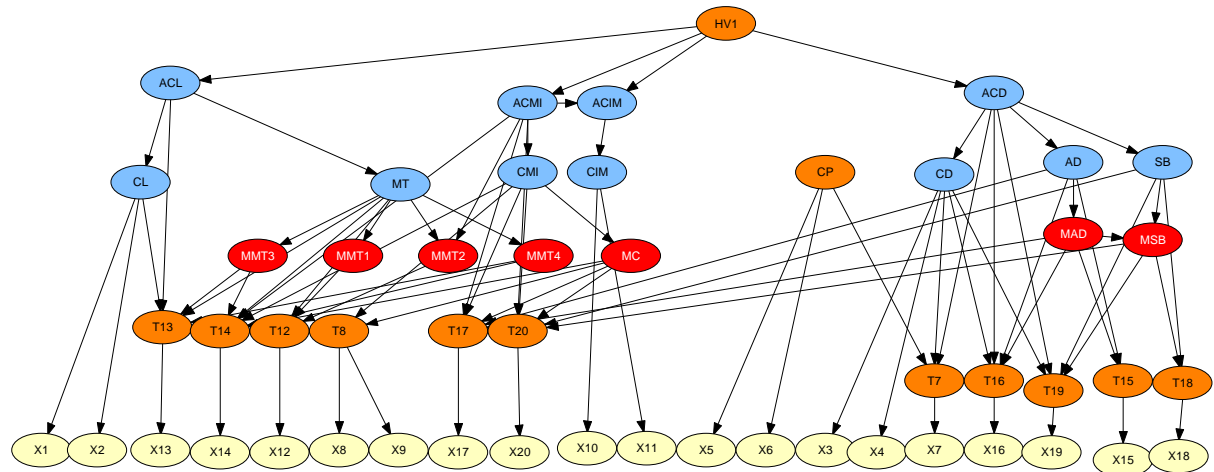 HV1
ACL
ACMI
ACIM
ACD
CL
MT
CMI
CIM
CP
CD
AD
SB
MMT3
MMT1
MMT2
MMT4
MC
MAD
MSB
T13
T14
T12
T8
T17
T20
T7
T16
T19
T15
T18
X1
X2
X13
X14
X12
X8
X9
X17
X20
X10
X11
X5
X6
X3
X4
X7
X16
X19
X15
X18